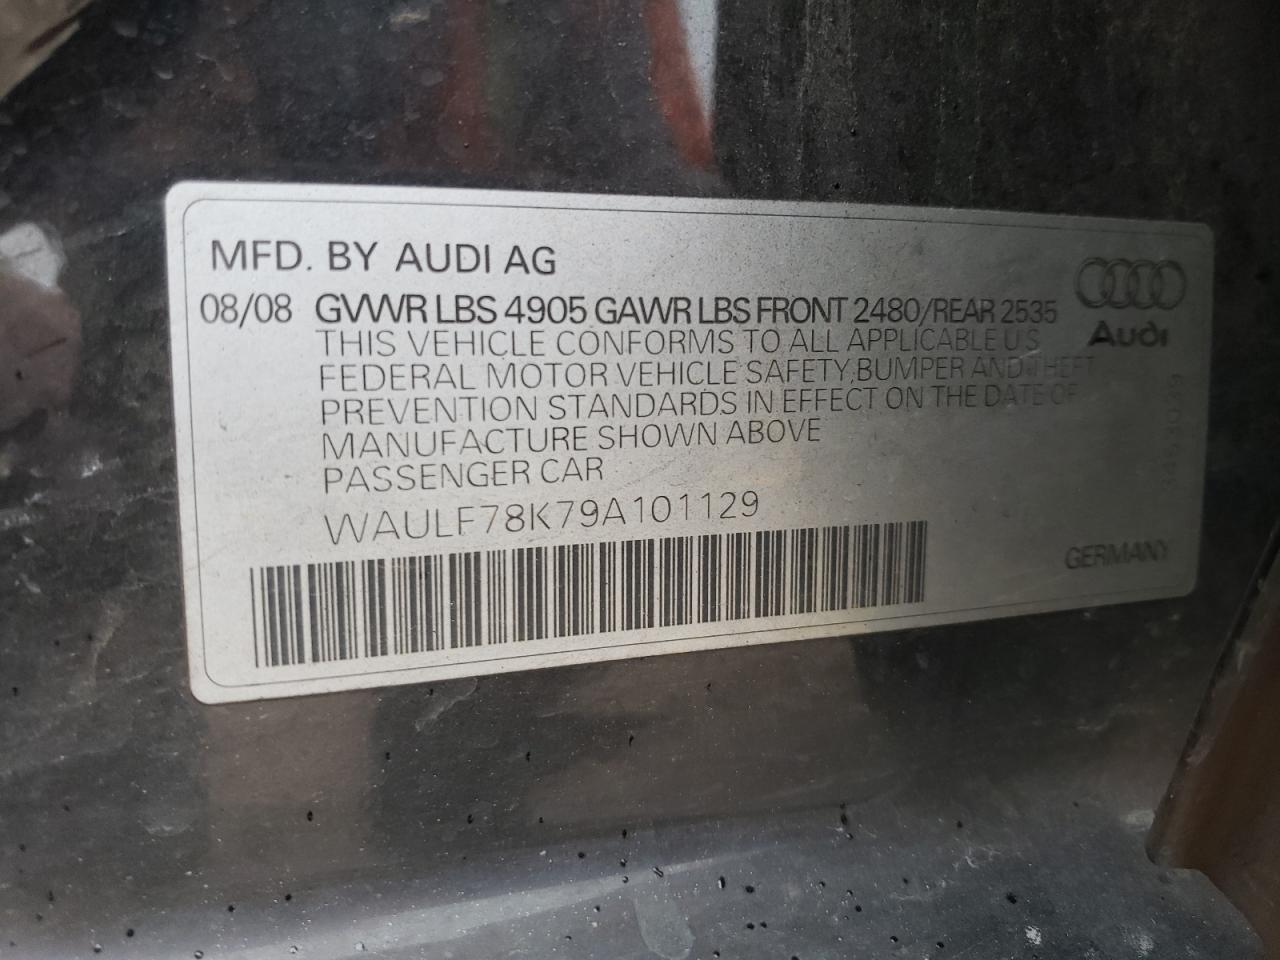 MFD. BY AUDI AG
08/08 GVWR LBS 4905 GAWR LBS FRONT 2480/REAR 2535
THIS VEHICLE CONFORMS TO ALL APPLICABLE U.S.
FEDERAL MOTOR VEHICLE SAFETY,BUMPER AND THEFT
PREVENTION STANDARDS IN EFFECT ON THE DATE OF
MANUFACTURE SHOWN ABOVE
PASSENGER CAR
WAULF78K79A101129
Audi
GERMANY